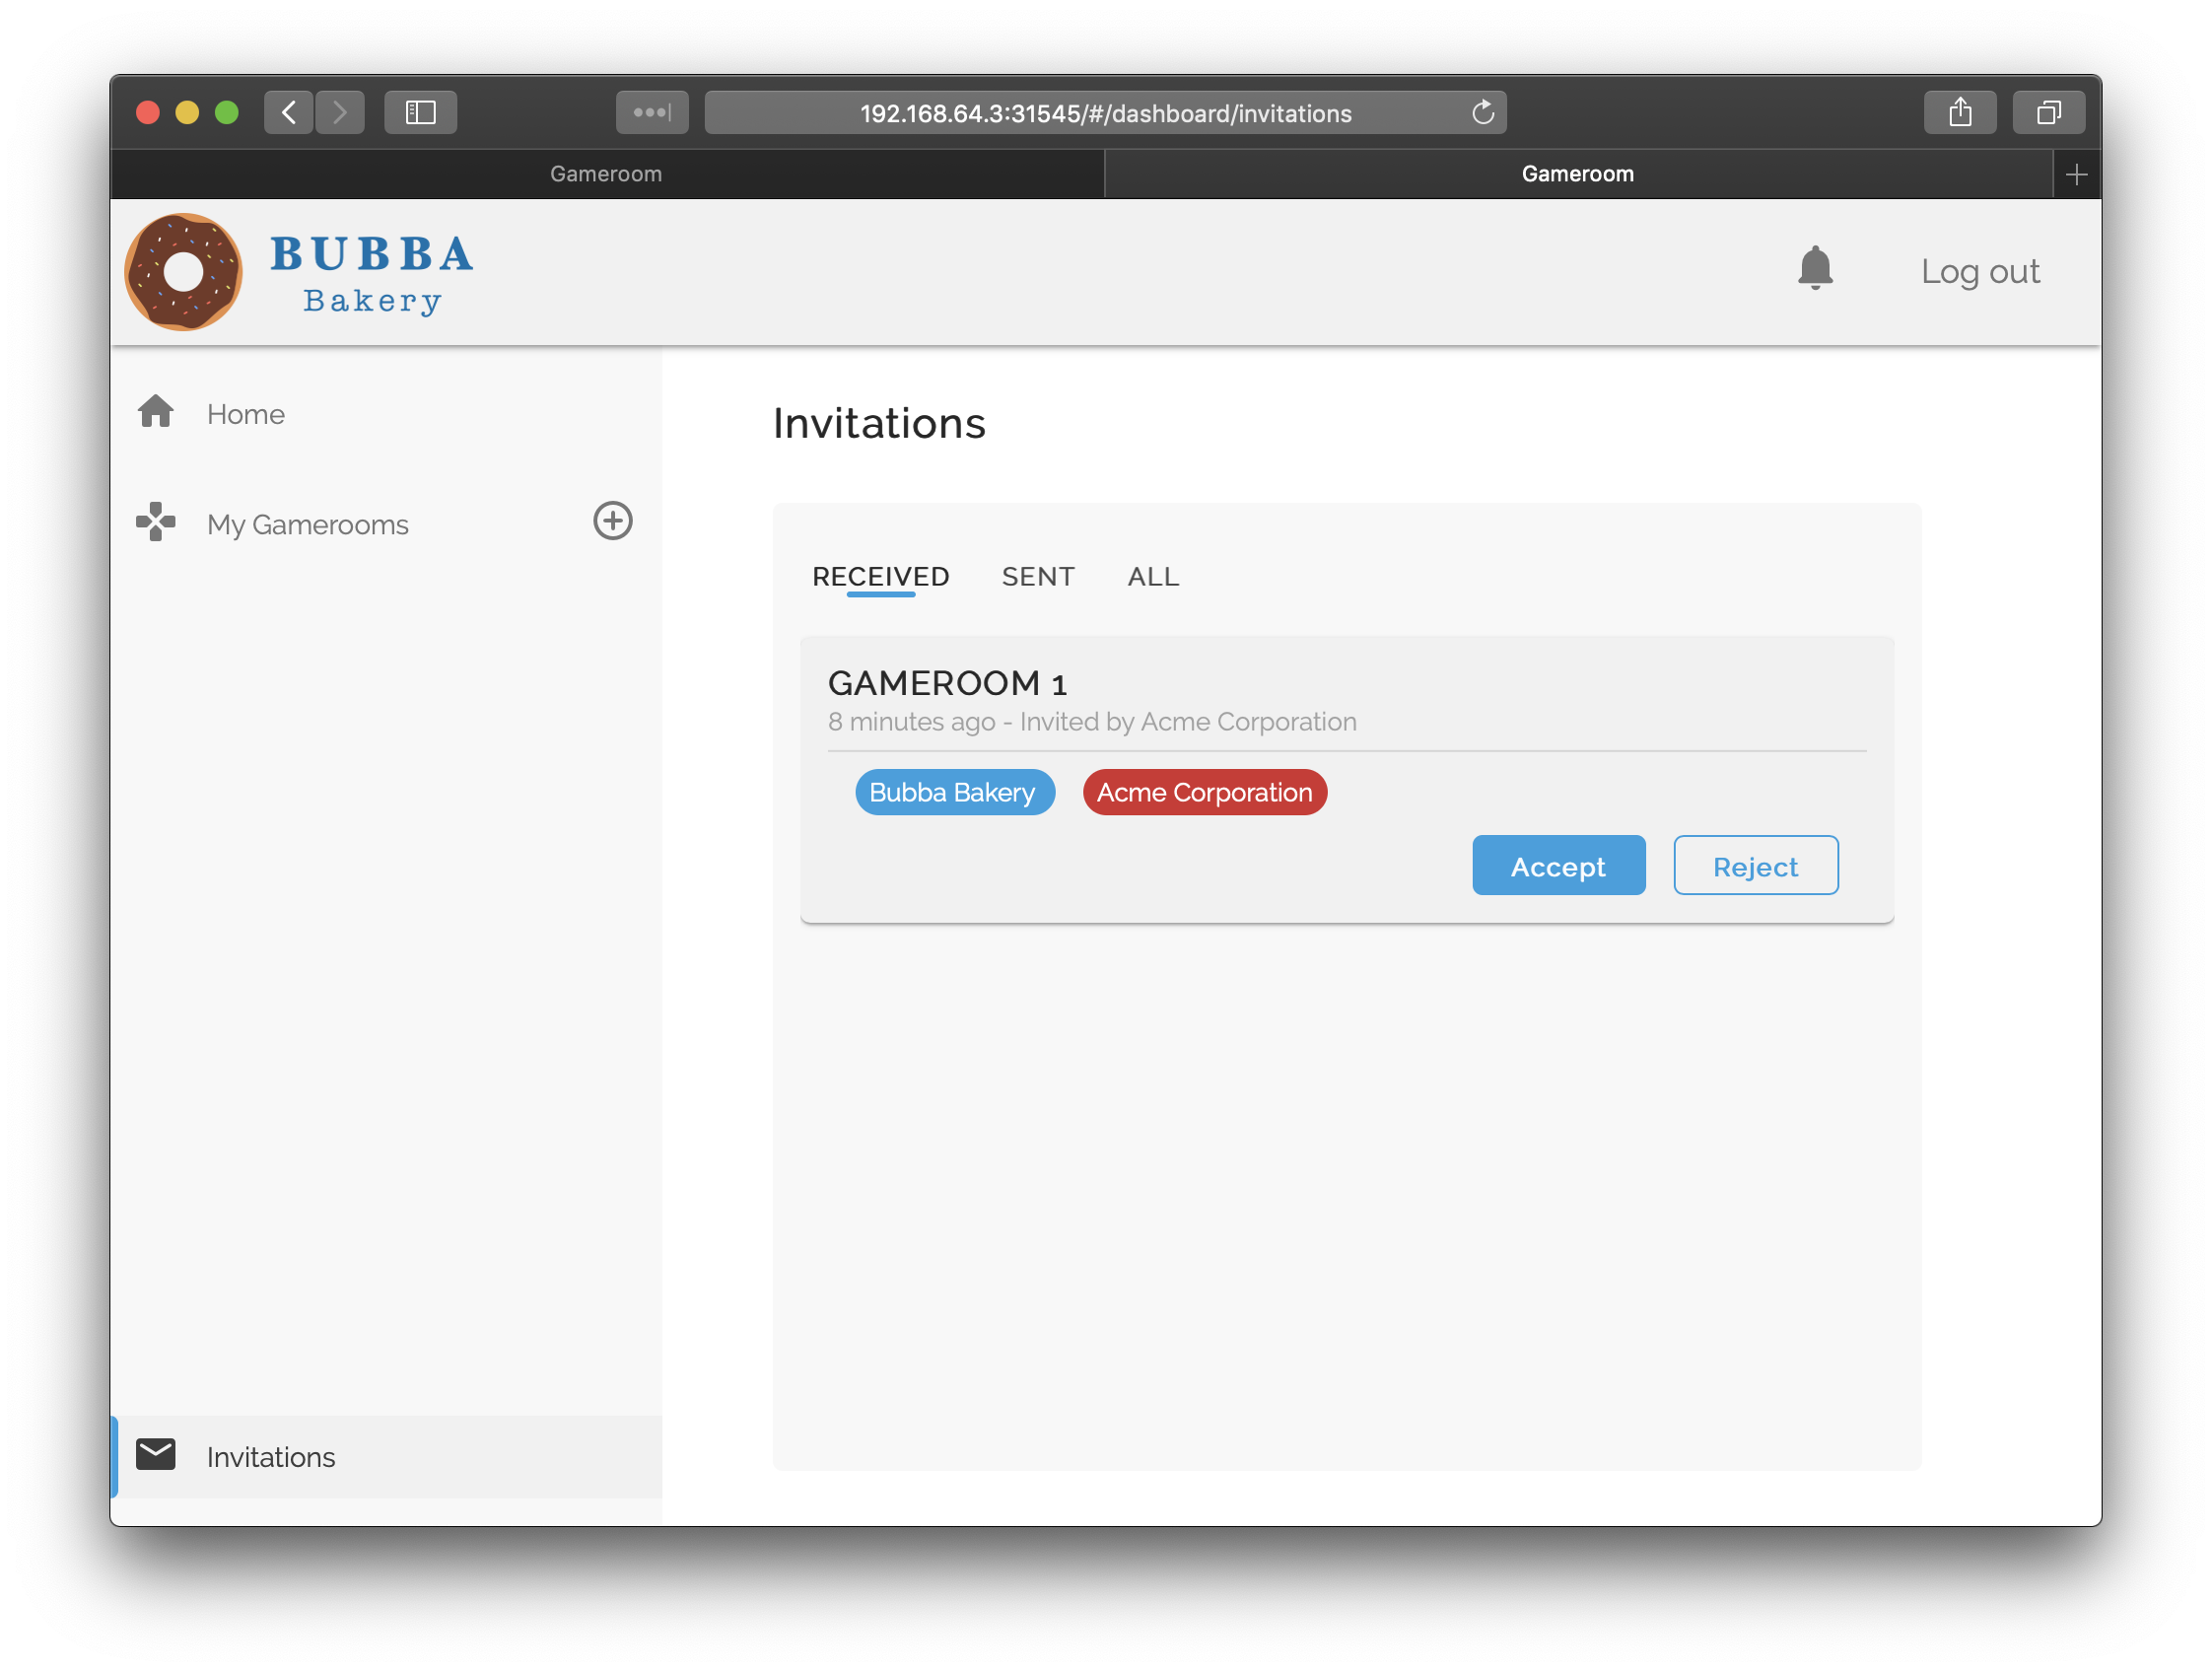 192.168.64.3:31545/#/dashboard/invitations
Gameroom
Gameroom
BUBBA
Bakery
Log out
Home
My Gamerooms
Invitations
Invitations
RECEIVED SENT ALL
GAMEROOM 1
8 minutes ago - Invited by Acme Corporation
Bubba Bakery Acme Corporation
Accept Reject